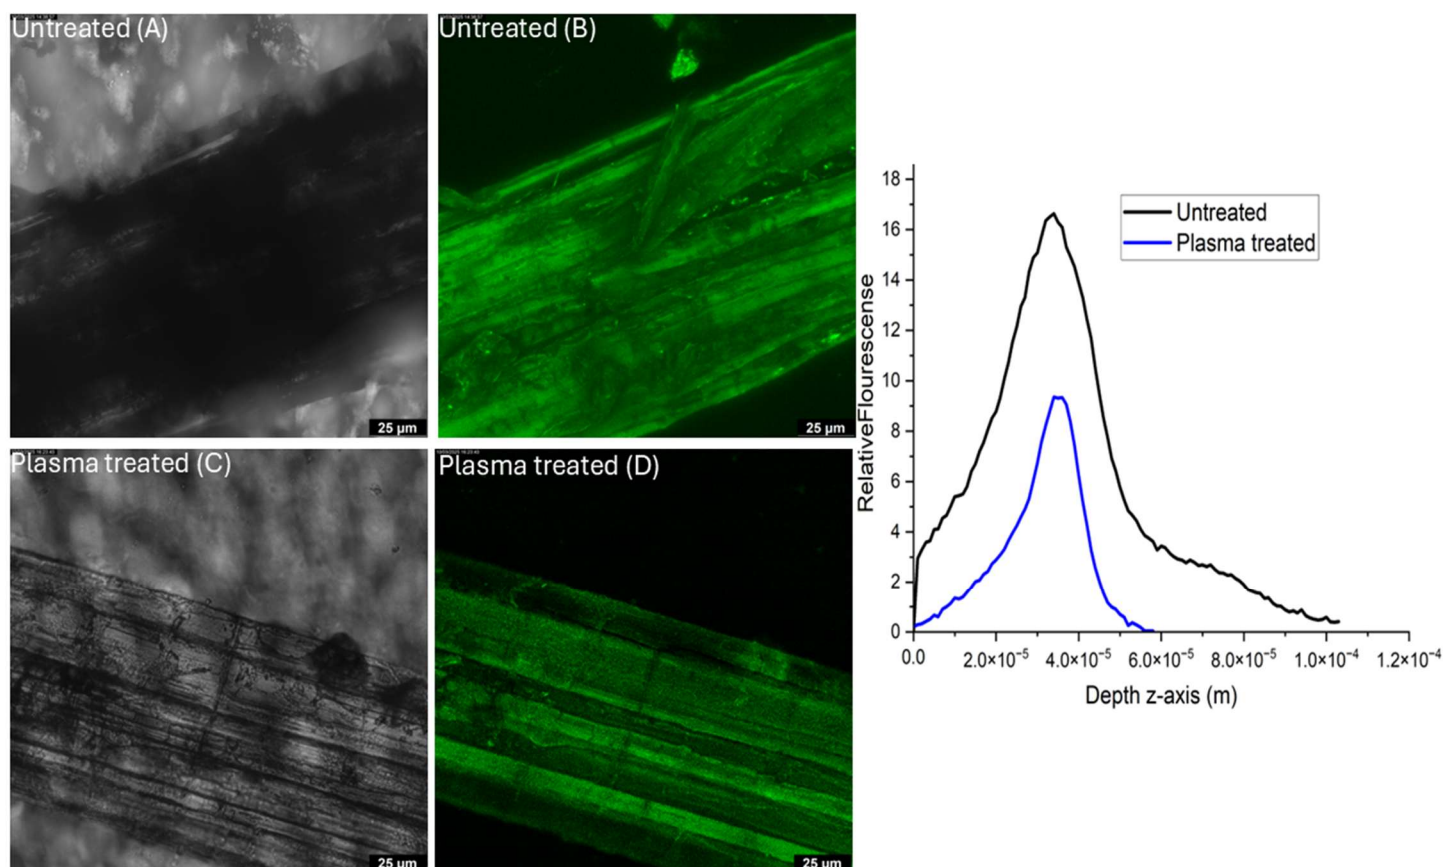 Untreated (A)
Untreated (B)
25 µm
25 µm
Plasma treated (C)
Plasma treated (D)
25 µm
25 µm
18
16
14
12
10
8
6
4
2
0
RelativeFlourescense
Untreated
Plasma treated
0.0 2.0×10⁻⁵ 4.0×10⁻⁵ 6.0×10⁻⁵ 8.0×10⁻⁵ 1.0×10⁻⁴ 1.2×10⁻⁴
Depth z-axis (m)